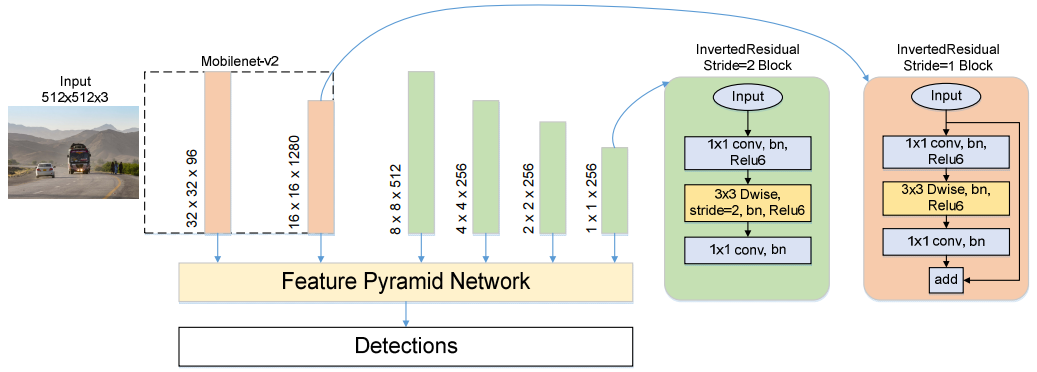 Input
512x512x3
Mobilenet-v2
32 x 32 x 96
16 x 16 x 1280
8 x 8 x 512
4 x 4 x 256
2 x 2 x 256
1 x 1 x 256
Feature Pyramid Network
Detections
InvertedResidual
Stride=2 Block
Input
1x1 conv, bn,
Relu6
3x3 Dwise,
stride=2, bn, Relu6
1x1 conv, bn
InvertedResidual
Stride=1 Block
Input
1x1 conv, bn,
Relu6
3x3 Dwise, bn,
Relu6
1x1 conv, bn
add